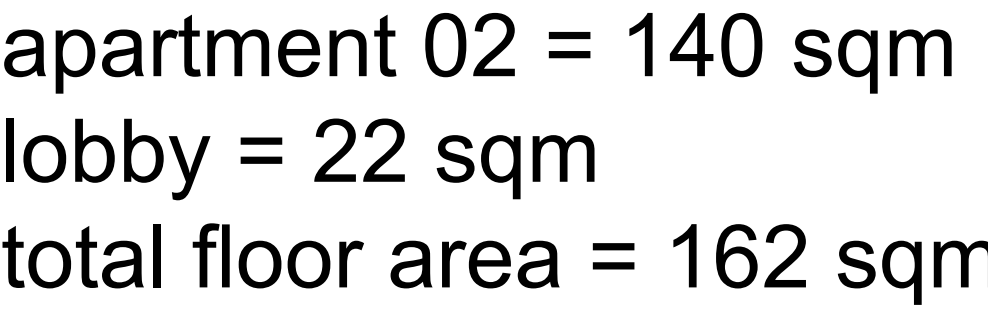 apartment 02 = 140 sqm
lobby = 22 sqm
total floor area = 162 sqm